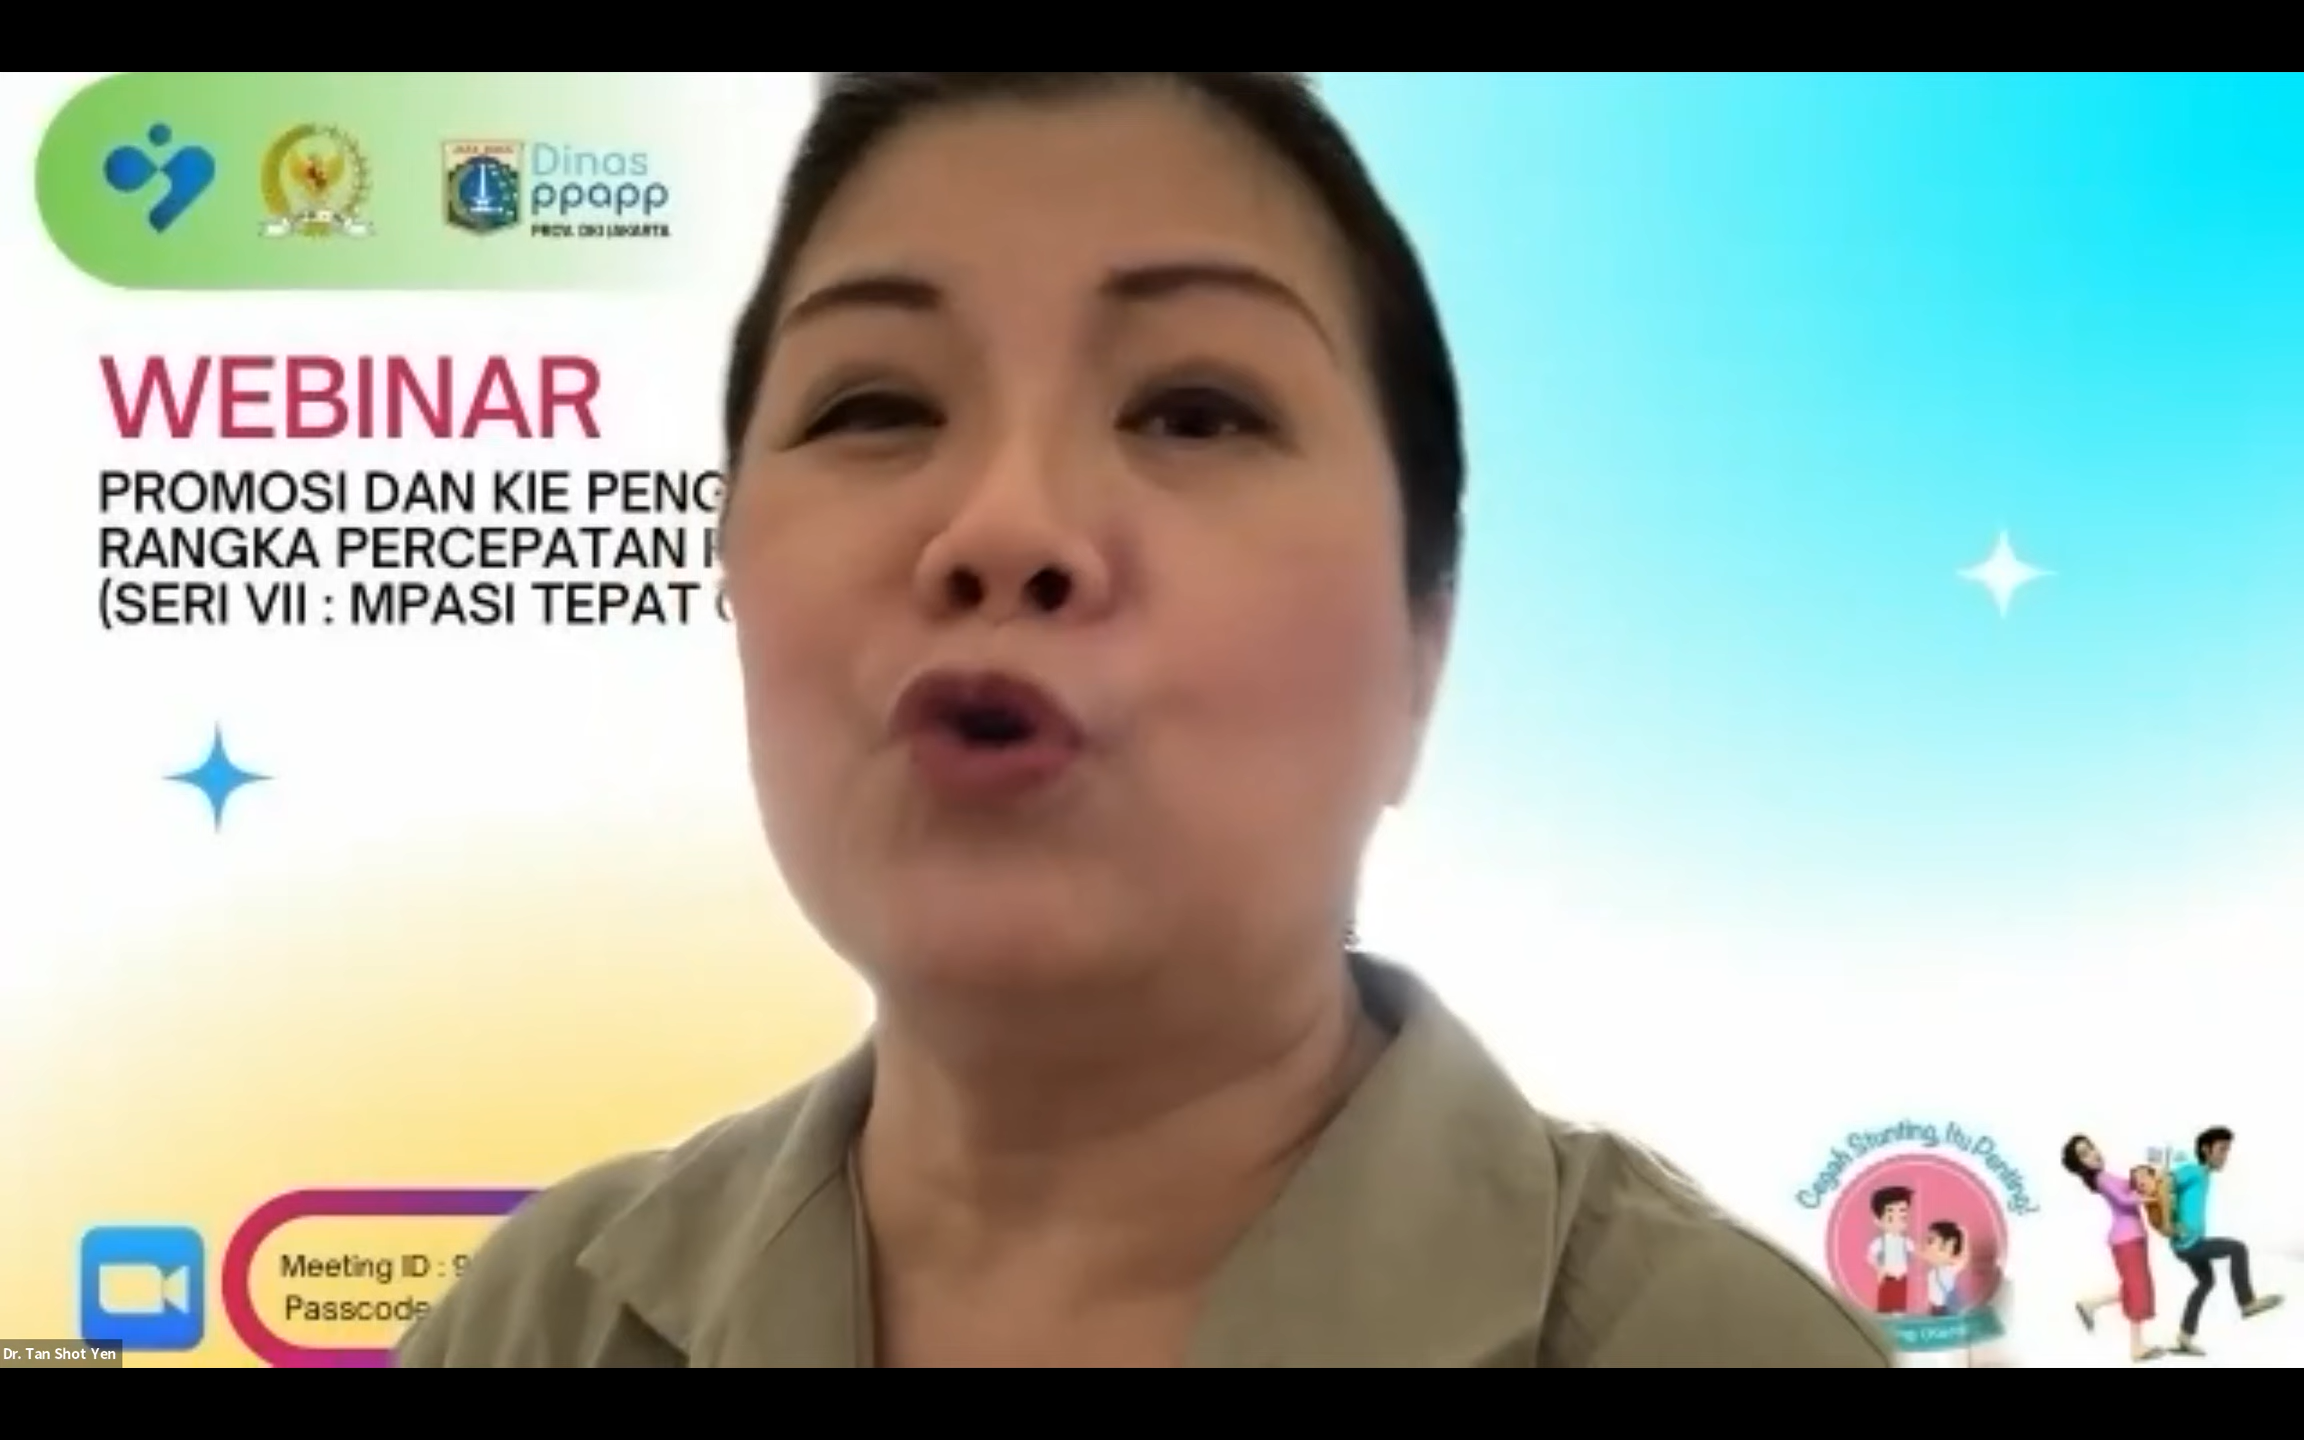 Dinas
ppapp
PROV. DKI JAKARTA
WEBINAR
PROMOSI DAN KIE PENG
RANGKA PERCEPATAN
(SERI VII : MPASI TEPAT
Cegah Stunting, Itu Penting!
Meeting ID : 9
Passcode
Dr. Tan Shot Yen